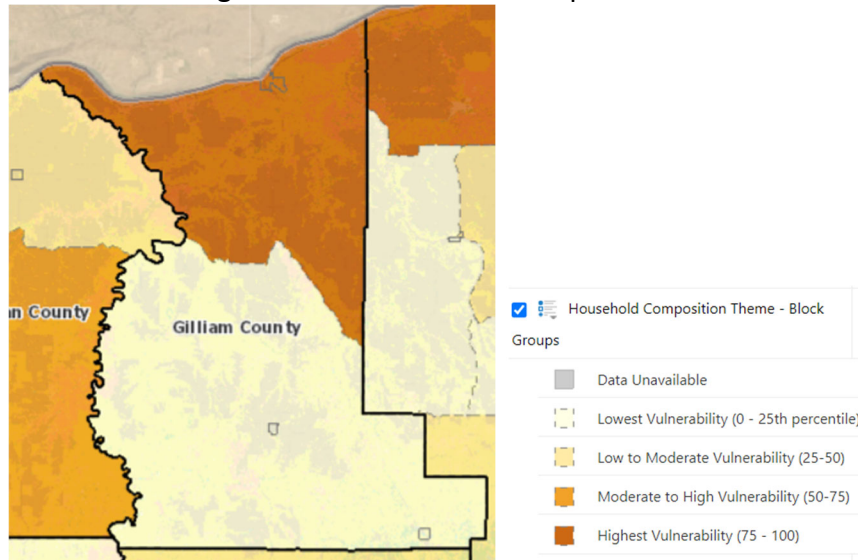 n County
Gilliam County
Household Composition Theme - Block
Groups
Data Unavailable
Lowest Vulnerability (0 - 25th percentile)
Low to Moderate Vulnerability (25-50)
Moderate to High Vulnerability (50-75)
Highest Vulnerability (75 - 100)